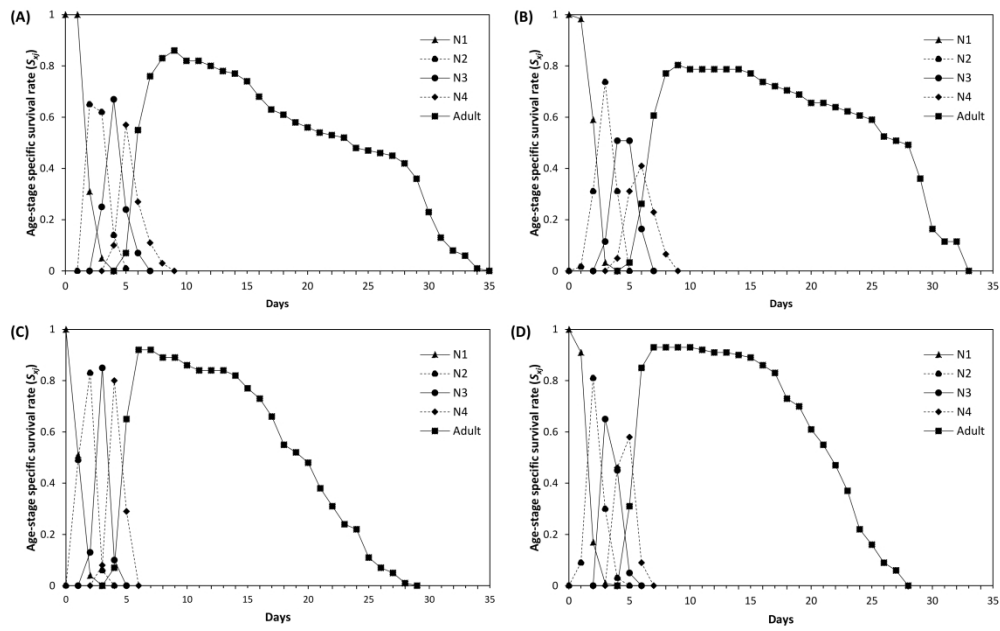 (A)
Age-stage specific survival rate (Sxj)
1
0.8
0.6
0.4
0.2
0
0 5 10 15 20 25 30 35
Days
N1
N2
N3
N4
Adult
(B)
Age-stage specific survival rate (Sxj)
1
0.8
0.6
0.4
0.2
0
0 5 10 15 20 25 30 35
Days
N1
N2
N3
N4
Adult
(C)
Age-stage specific survival rate (Sxj)
1
0.8
0.6
0.4
0.2
0
0 5 10 15 20 25 30 35
Days
N1
N2
N3
N4
Adult
(D)
Age-stage specific survival rate (Sxj)
1
0.8
0.6
0.4
0.2
0
0 5 10 15 20 25 30 35
Days
N1
N2
N3
N4
Adult